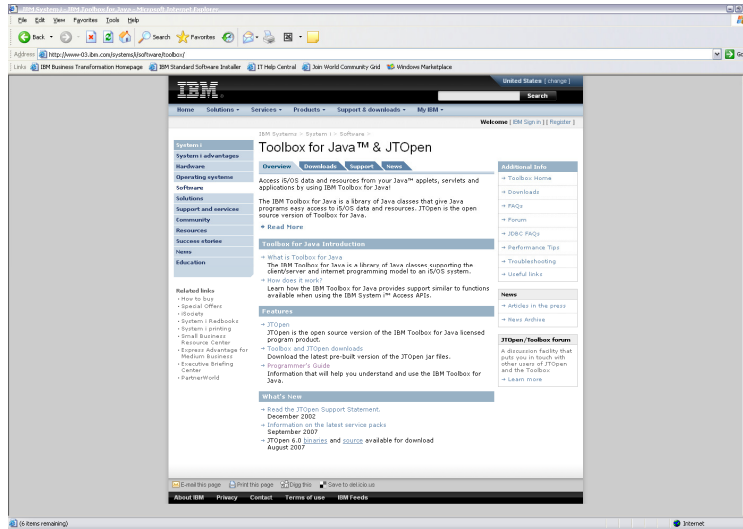 IBM System i - IBM Toolbox for Java - Microsoft Internet Explorer
File Edit View Favorites Tools Help
Back Search Favorites
Address http://www-03.ibm.com/systems/i/software/toolbox/ Go
Links IBM Business Transformation Homepage IBM Standard Software Installer IT Help Central Join World Community Grid Windows Marketplace
United States [ change ]
IBM®
Search
Home Solutions Services Products Support & downloads My IBM
Welcome [ IBM Sign in ] [ Register ]
IBM Systems > System i > Software >
Toolbox for Java™ & JTOpen
System i
System i advantages
Hardware
Operating systems
Software
Solutions
Support and services
Community
Resources
Success stories
News
Education
Related links
• How to buy
• Special Offers
• iSociety
• System i Redbooks
• System i printing
• Small Business
Resource Center
• Express Advantage for
Medium Business
• Executive Briefing
Center
• PartnerWorld
Overview Downloads Support News
Access i5/OS data and resources from your Java™ applets, servlets and
applications by using IBM Toolbox for Java!
The IBM Toolbox for Java is a library of Java classes that give Java
programs easy access to i5/OS data and resources. JTOpen is the open
source version of Toolbox for Java.
Read More
Toolbox for Java Introduction
→ What is Toolbox for Java
The IBM Toolbox for Java is a library of Java classes supporting the
client/server and internet programming model to an i5/OS system.
→ How does it work?
Learn how the IBM Toolbox for Java provides support similar to functions
available when using the IBM System i™ Access APIs.
Features
→ JTOpen
JTOpen is the open source version of the IBM Toolbox for Java licensed
program product.
→ Toolbox and JTOpen downloads
Download the latest pre-built version of the JTOpen jar files.
→ Programmer's Guide
Information that will help you understand and use the IBM Toolbox for
Java.
What's New
→ Read the JTOpen Support Statement.
December 2002
→ Information on the latest service packs
September 2007
→ JTOpen 6.0 binaries and source available for download
August 2007
Additional Info
→ Toolbox Home
→ Downloads
→ FAQs
→ Forum
→ JDBC FAQs
→ Performance Tips
→ Troubleshooting
→ Useful links
News
→ Articles in the press
→ News Archive
JTOpen/Toolbox forum
A discussion facility that
puts you in touch with
other users of JTOpen
and the Toolbox
→ Learn more
E-mail this page Print this page Digg this Save to del.icio.us
About IBM Privacy Contact Terms of use IBM Feeds
(6 items remaining) Internet